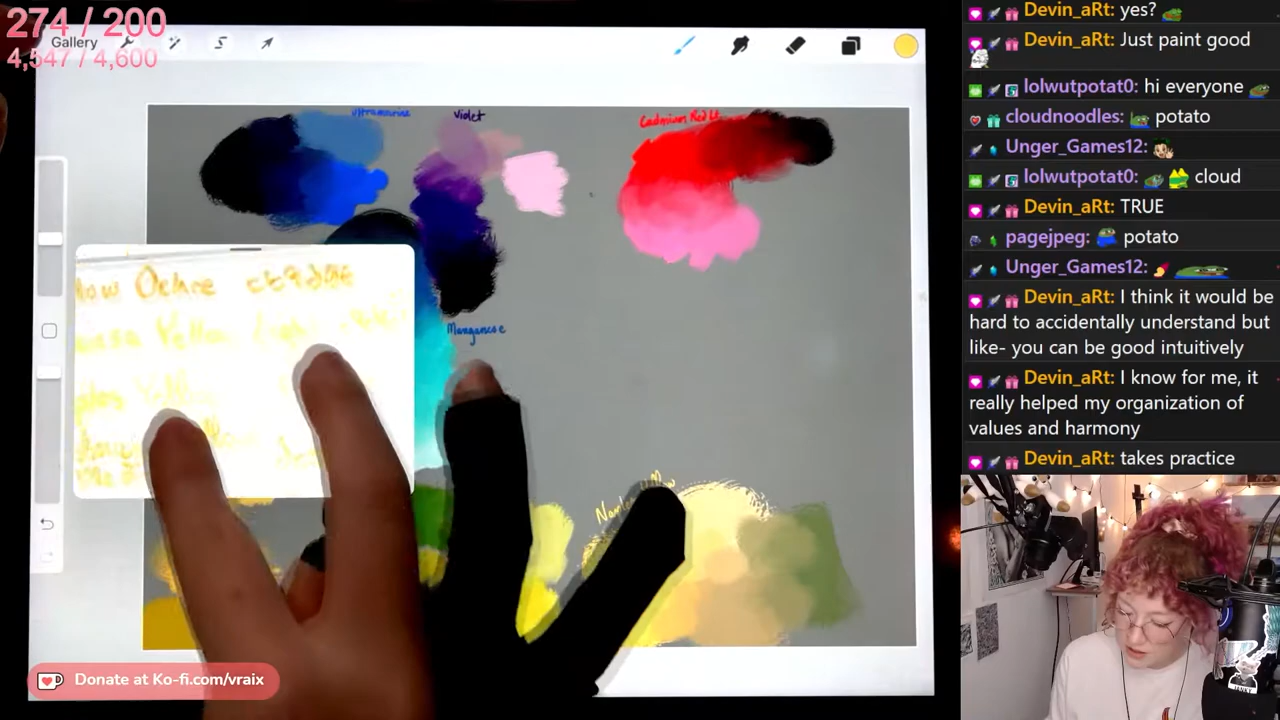 274 / 200
4,547 / 4,600
Gallery
Ultramarine
Violet
Cadmium Red Lt
Ochre
Manganese
Donate at Ko-fi.com/vraix
Devin_aRt: yes?
Devin_aRt: Just paint good
lolwutpotat0: hi everyone
cloudnoodles: potato
Unger_Games12:
lolwutpotat0: cloud
Devin_aRt: TRUE
pagejpeg: potato
Unger_Games12:
Devin_aRt: I think it would be
hard to accidentally understand but
like- you can be good intuitively
Devin_aRt: I know for me, it
really helped my organization of
values and harmony
Devin_aRt: takes practice